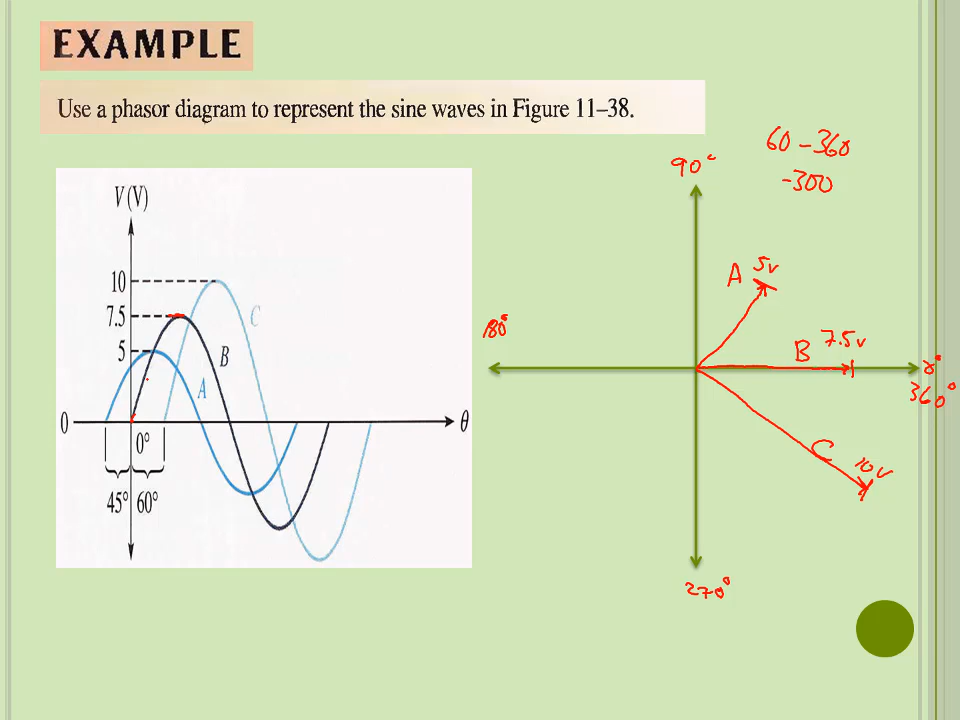 EXAMPLE
Use a phasor diagram to represent the sine waves in Figure 11–38.
60 - 360
-300
90°
V (V)
10
7.5
5
0
C
B
A
θ
0°
45° 60°
A 5v
B 7.5v
C 10v
180°
360°
270°